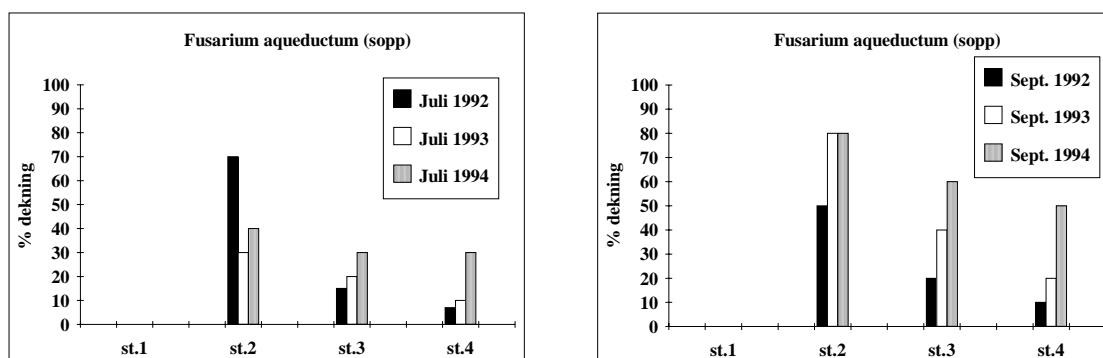 Fusarium aqueductum (sopp)
% dekning
100
90
80
70
60
50
40
30
20
10
0
Juli 1992
Juli 1993
Juli 1994
st.1 st.2 st.3 st.4
Fusarium aqueductum (sopp)
% dekning
100
90
80
70
60
50
40
30
20
10
0
Sept. 1992
Sept. 1993
Sept. 1994
st.1 st.2 st.3 st.4